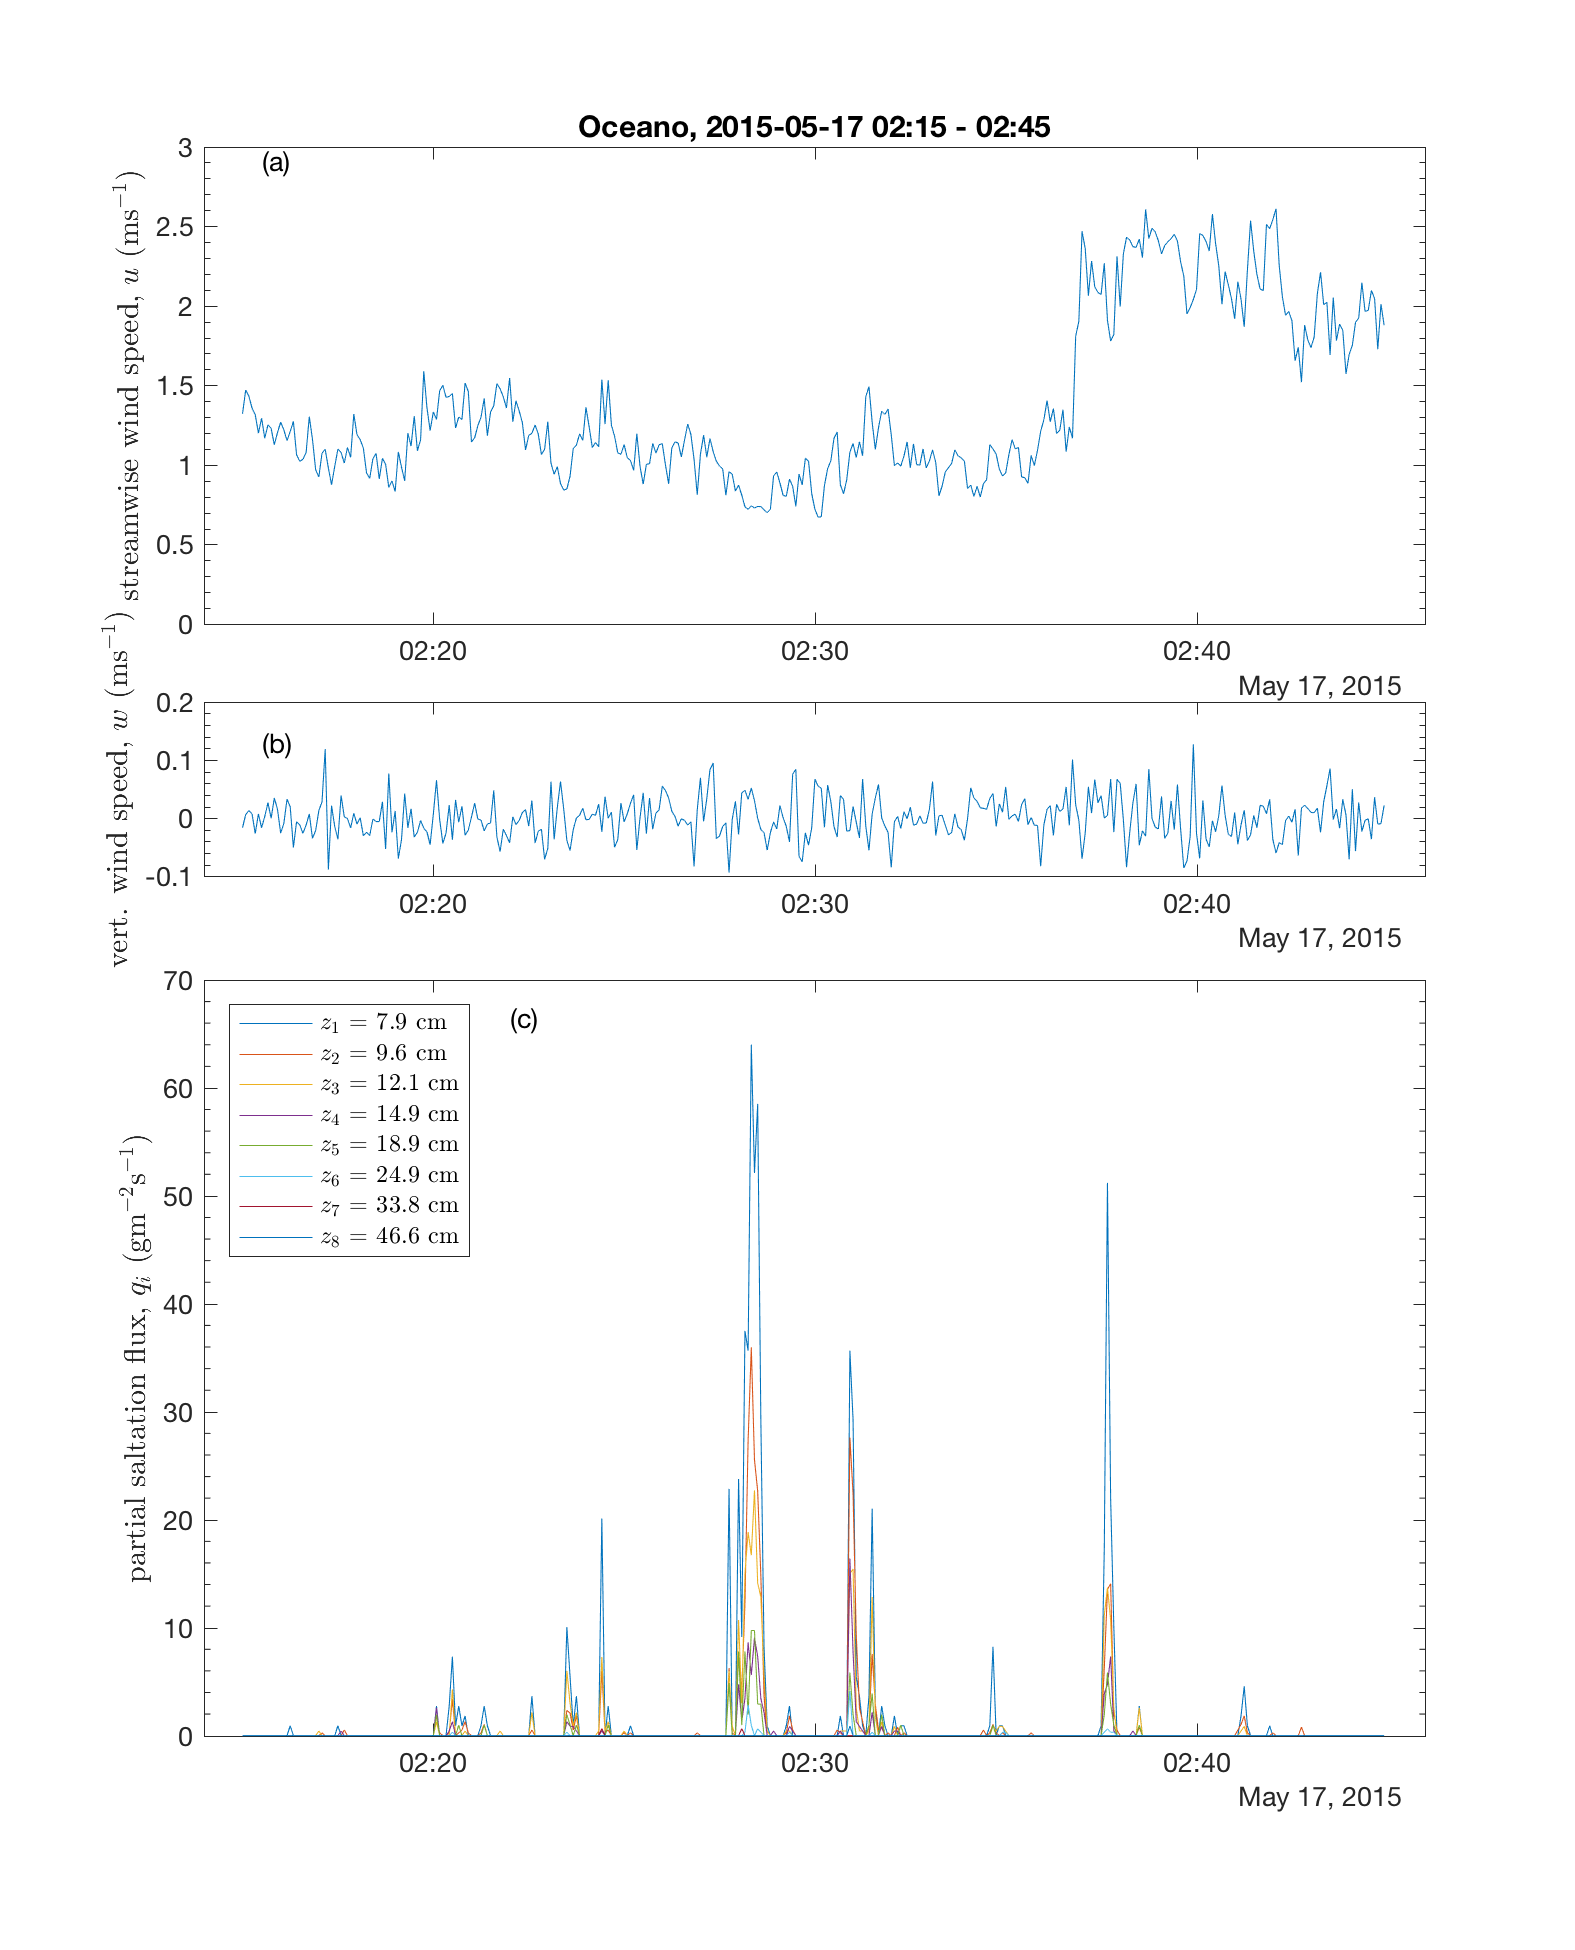 Oceano, 2015-05-17 02:15 - 02:45
(a)
streamwise wind speed, u (ms⁻¹)
3
2.5
2
1.5
1
0.5
0
02:20 02:30 02:40
May 17, 2015
(b)
vert. wind speed, w (ms⁻¹)
0.2
0.1
0
-0.1
02:20 02:30 02:40
May 17, 2015
(c)
partial saltation flux, qᵢ (gm⁻²s⁻¹)
70
60
50
40
30
20
10
0
z₁ = 7.9 cm
z₂ = 9.6 cm
z₃ = 12.1 cm
z₄ = 14.9 cm
z₅ = 18.9 cm
z₆ = 24.9 cm
z₇ = 33.8 cm
z₈ = 46.6 cm
02:20 02:30 02:40
May 17, 2015